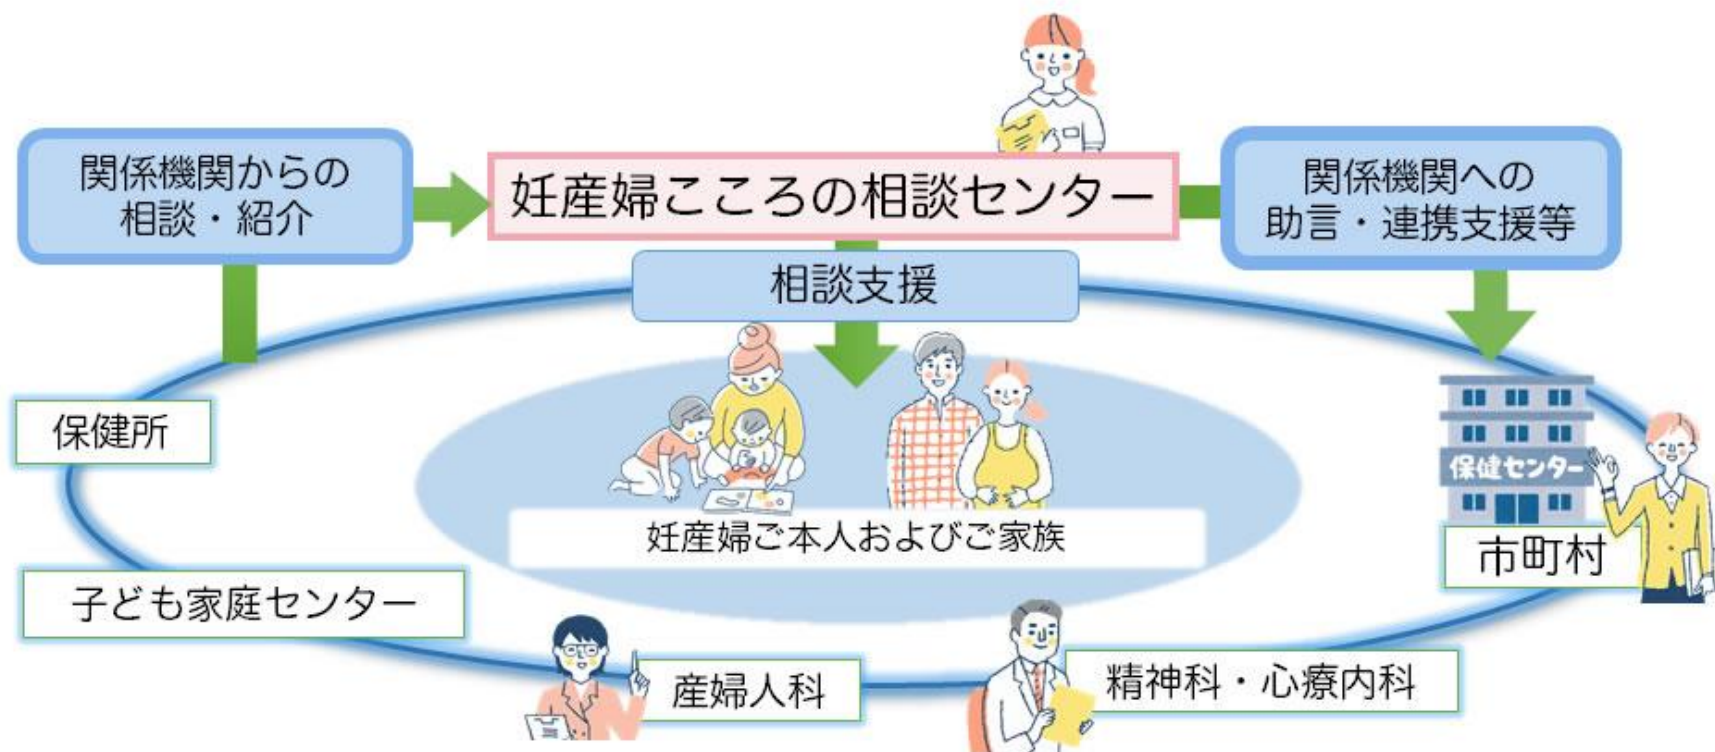 関係機関からの
相談・紹介
妊産婦こころの相談センター
関係機関への
助言・連携支援等
相談支援
保健所
保健センター
妊産婦ご本人およびご家族
市町村
子ども家庭センター
産婦人科
精神科・心療内科